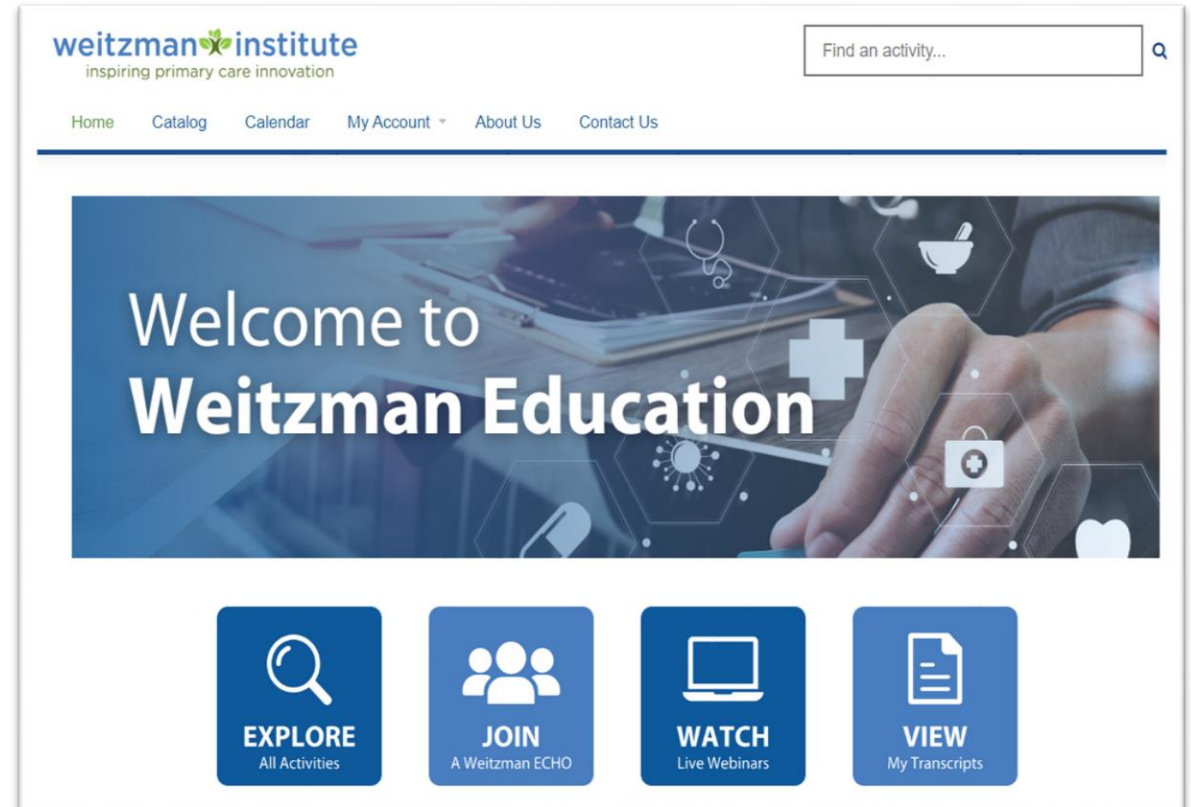 weitzman institute
inspiring primary care innovation
Find an activity...
Home Catalog Calendar My Account About Us Contact Us
Welcome to
Weitzman Education
EXPLORE
All Activities
JOIN
A Weitzman ECHO
WATCH
Live Webinars
VIEW
My Transcripts